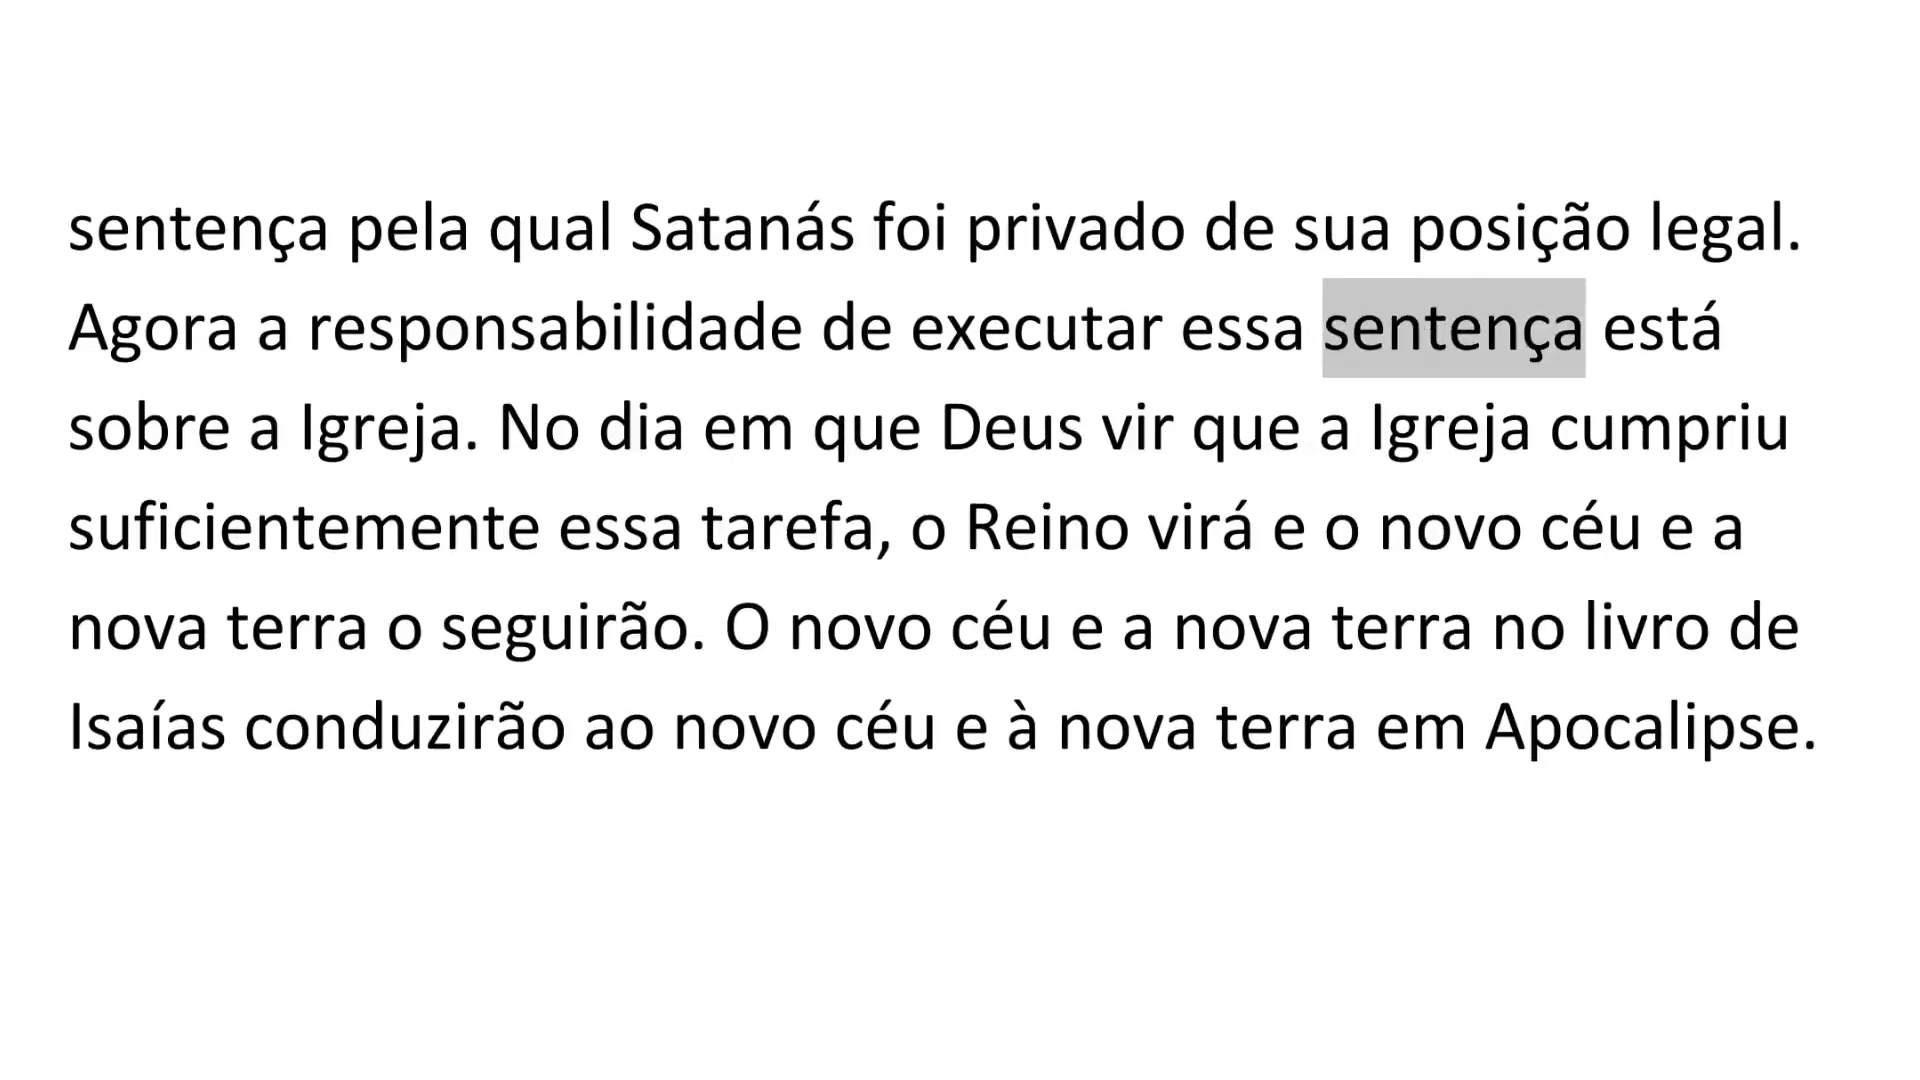 sentença pela qual Satanás foi privado de sua posição legal.
Agora a responsabilidade de executar essa sentença está
sobre a Igreja. No dia em que Deus vir que a Igreja cumpriu
suficientemente essa tarefa, o Reino virá e o novo céu e a
nova terra o seguirão. O novo céu e a nova terra no livro de
Isaías conduzirão ao novo céu e à nova terra em Apocalipse.